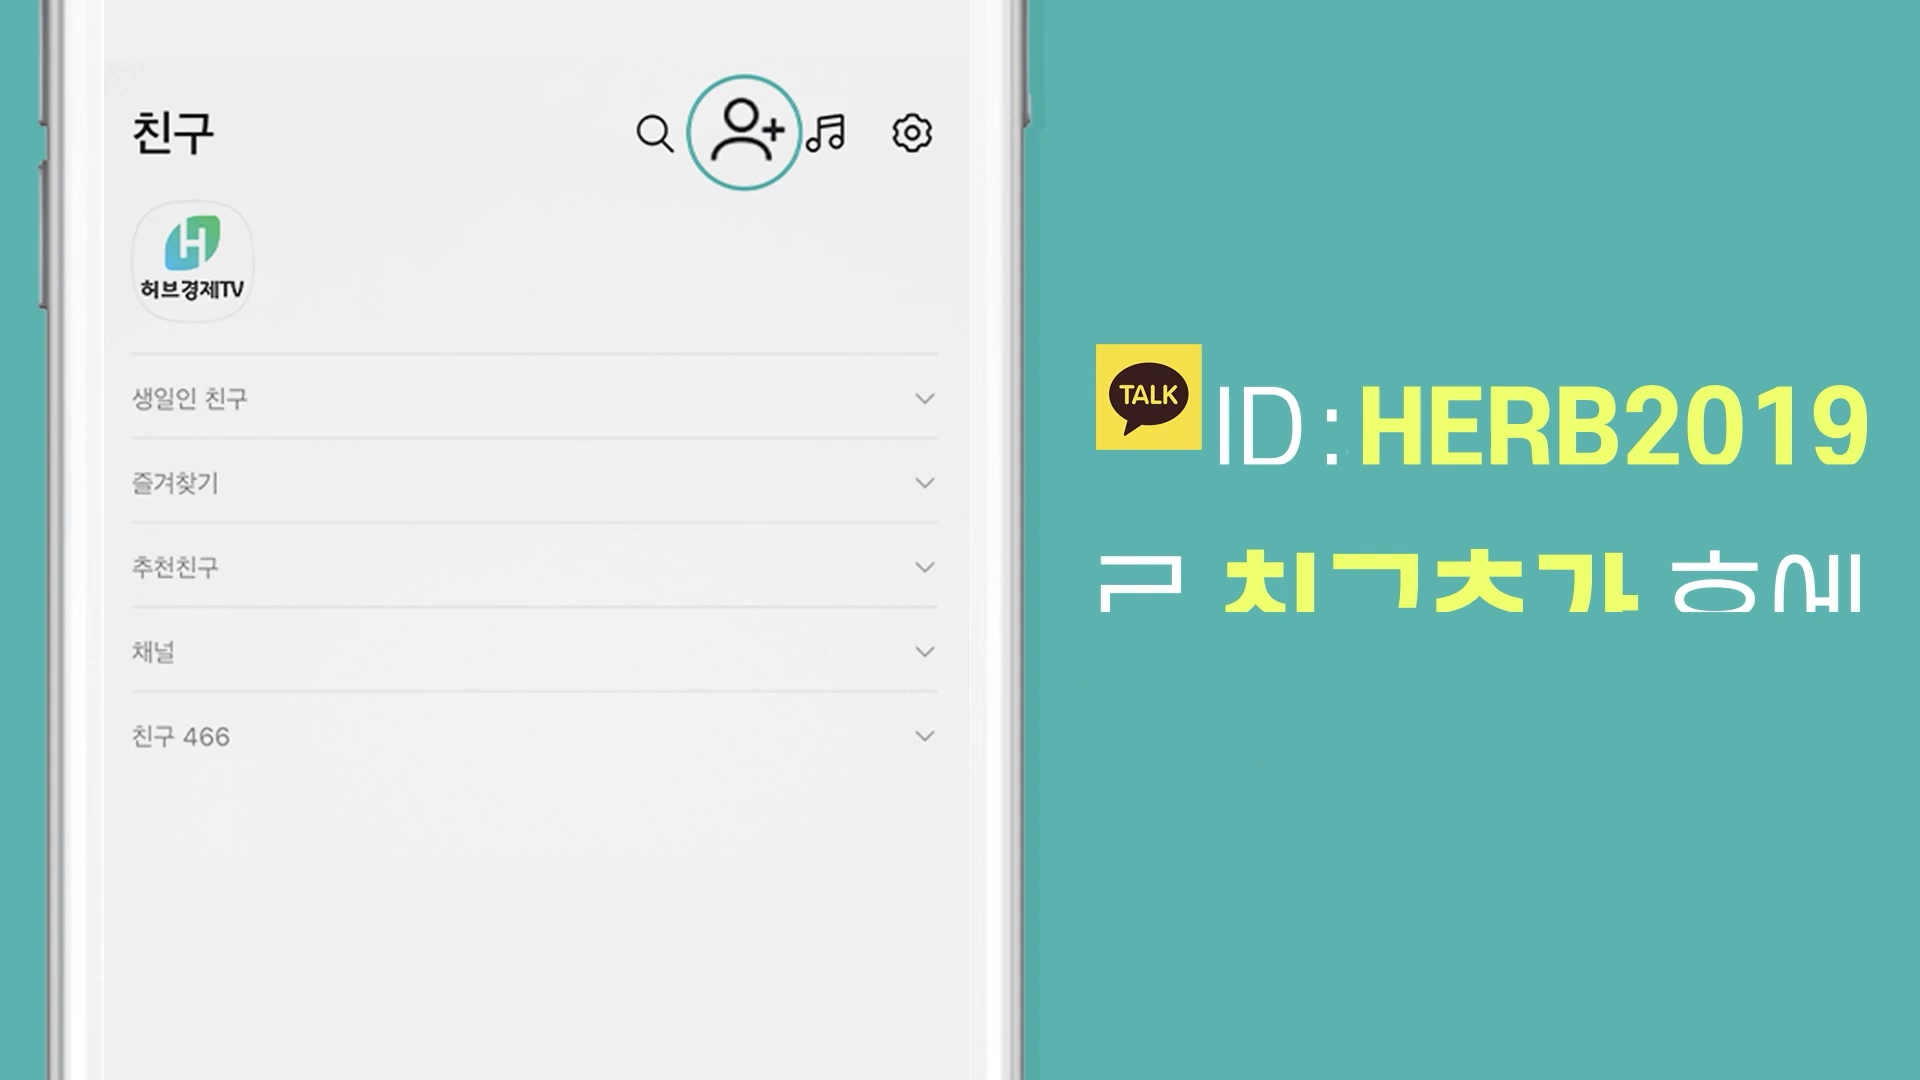 친구
허브경제TV
생일인 친구
즐겨찾기
추천친구
채널
친구 466
TALK
ID : HERB2019